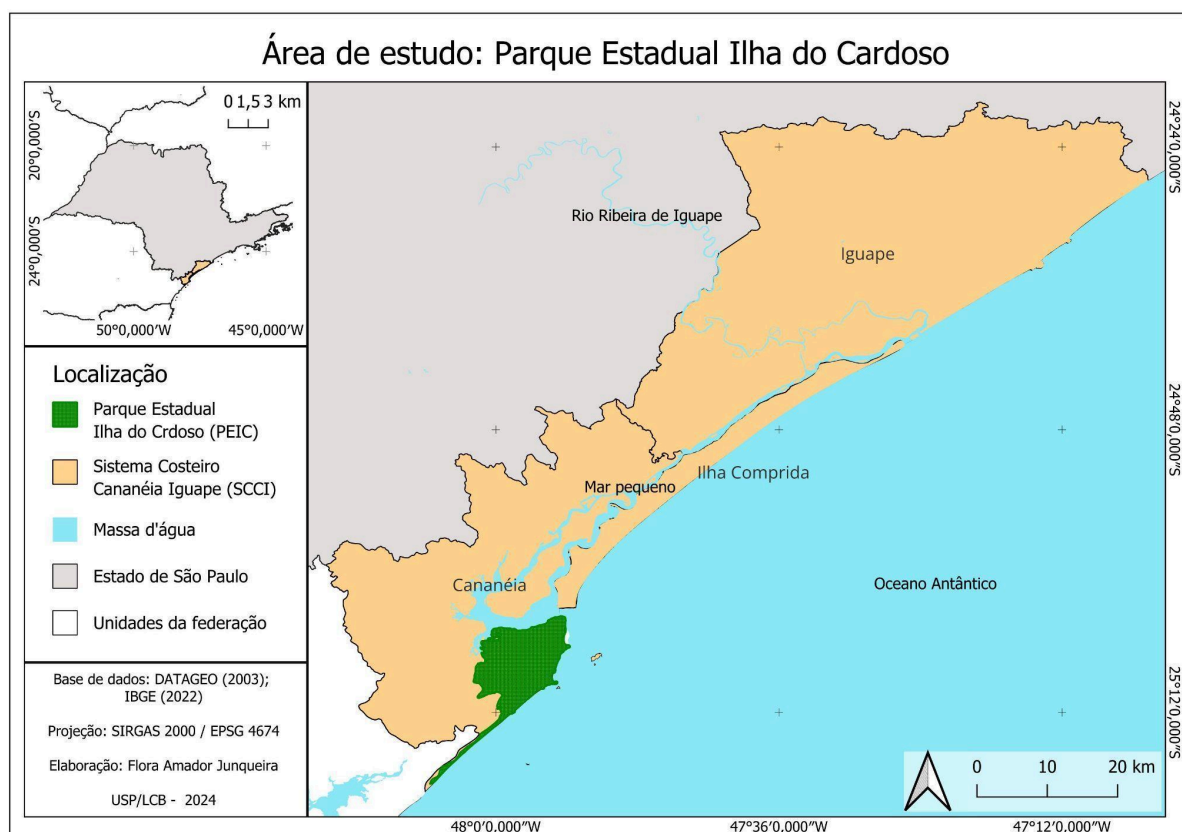 Área de estudo: Parque Estadual Ilha do Cardoso
0 1,5 3 km
20°0,000"S
24°0,000"S
50°0,000"W
45°0,000"W
Localização
Parque Estadual
Ilha do Crdoso (PEIC)
Sistema Costeiro
Cananéia Iguape (SCCI)
Massa d'água
Estado de São Paulo
Unidades da federação
Base de dados: DATAGEO (2003);
IBGE (2022)
Projeção: SIRGAS 2000 / EPSG 4674
Elaboração: Flora Amador Junqueira
USP/LCB - 2024
Rio Ribeira de Iguape
Iguape
Ilha Comprida
Mar pequeno
Cananéia
Oceano Antântico
0 10 20 km
24°24'0,000"S
24°48'0,000"S
25°12'0,000"S
48°0'0,000"W
47°36'0,000"W
47°12'0,000"W